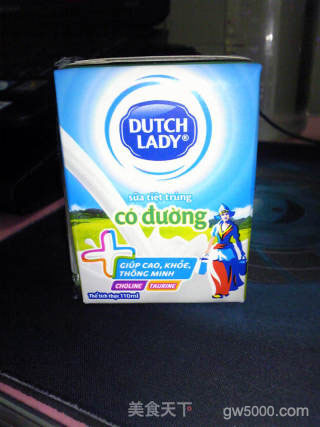 DUTCH
LADY®
sữa tiệt trùng
có đường
GIÚP CAO, KHỎE,
THÔNG MINH
CHOLINE TAURINE
Thể tích thực 110ml
美食天下
gw5000.com